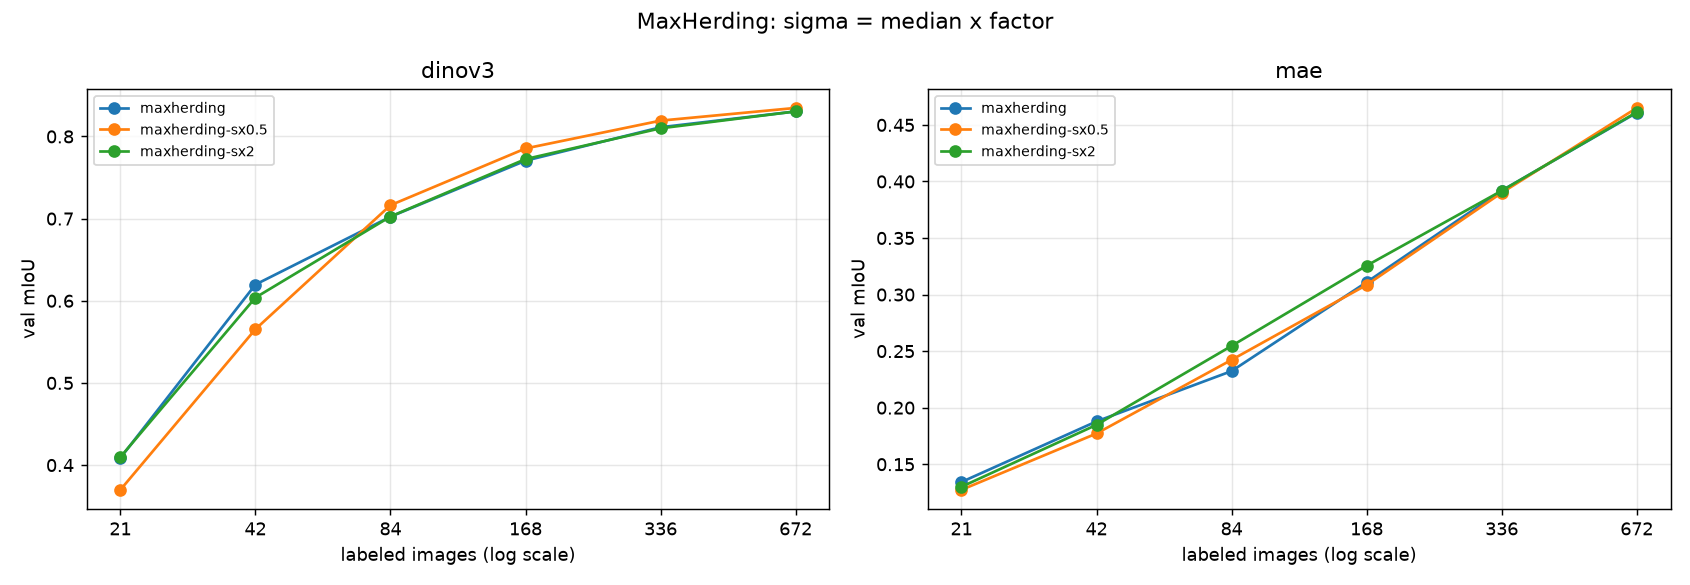 MaxHerding: sigma = median x factor
dinov3
maxherding
maxherding-sx0.5
maxherding-sx2
val mIoU
0.8
0.7
0.6
0.5
0.4
21 42 84 168 336 672
labeled images (log scale)
mae
maxherding
maxherding-sx0.5
maxherding-sx2
val mIoU
0.45
0.40
0.35
0.30
0.25
0.20
0.15
21 42 84 168 336 672
labeled images (log scale)